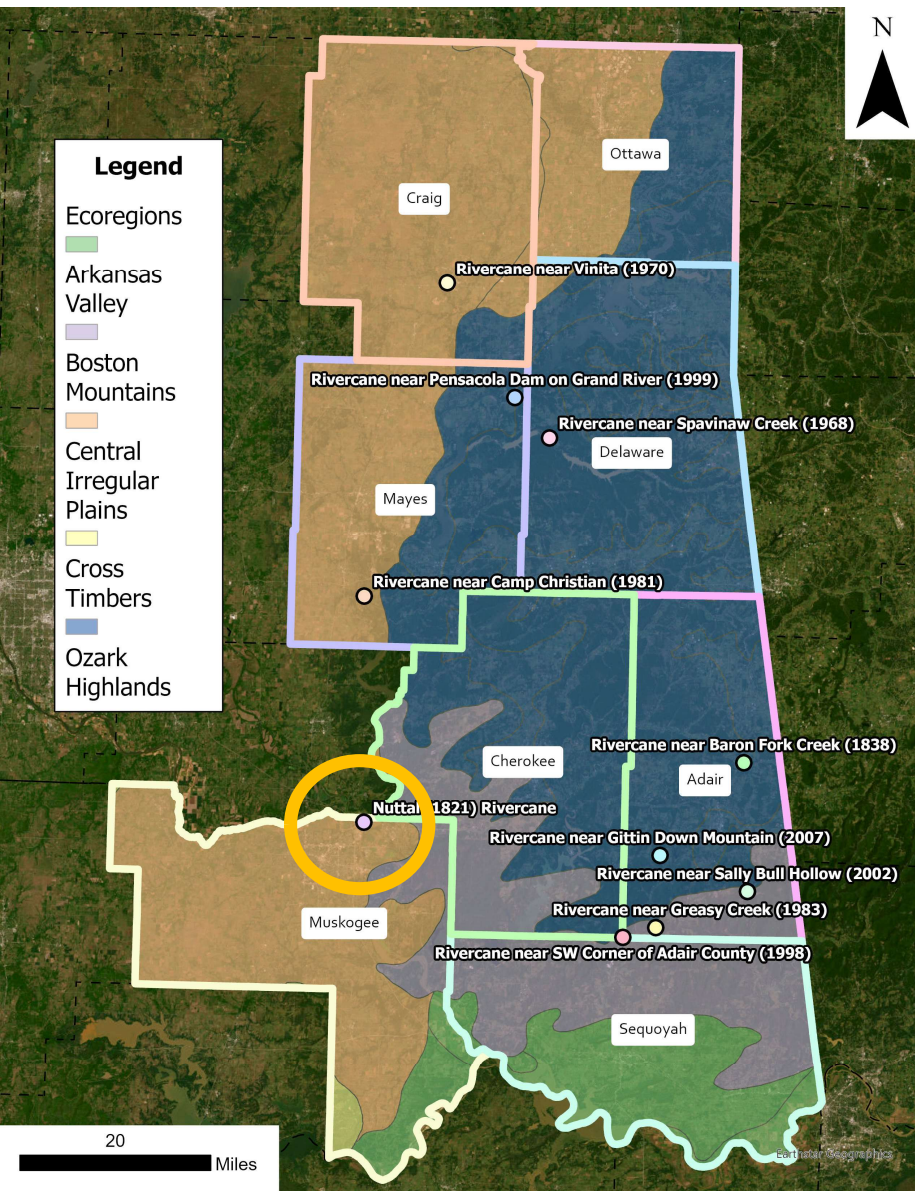 N
Legend
Ecoregions
Arkansas
Valley
Boston
Mountains
Central
Irregular
Plains
Cross
Timbers
Ozark
Highlands
Ottawa
Craig
Rivercane near Vinita (1970)
Rivercane near Pensacola Dam on Grand River (1999)
Rivercane near Spavinaw Creek (1968)
Delaware
Mayes
Rivercane near Camp Christian (1981)
Rivercane near Baron Fork Creek (1838)
Cherokee
Adair
Nuttall (1821) Rivercane
Rivercane near Gittin Down Mountain (2007)
Rivercane near Sally Bull Hollow (2002)
Rivercane near Greasy Creek (1983)
Muskogee
Rivercane near SW Corner of Adair County (1998)
Sequoyah
20
Miles
Earthstar Geographics